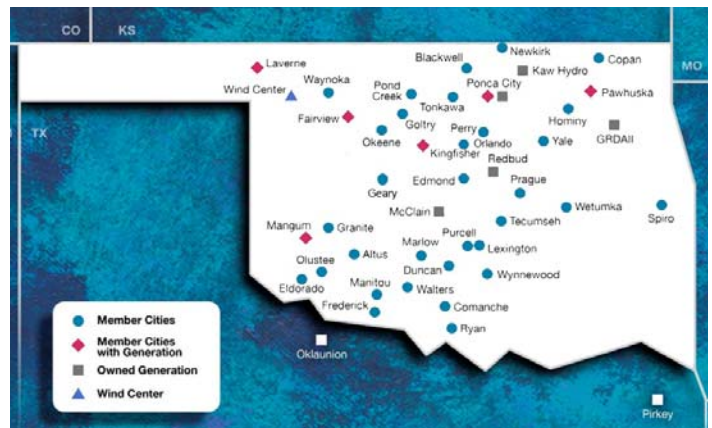 CO
KS
MO
TX
Newkirk
Blackwell
Copan
Laverne
Kaw Hydro
Ponca City
Wind Center
Waynoka
Pond
Creek
Tonkawa
Pawhuska
Fairview
Goltry
Hominy
Okeene
Perry
GRDAII
Kingfisher
Orlando
Yale
Redbud
Geary
Edmond
Prague
McClain
Wetumka
Spiro
Mangum
Granite
Tecumseh
Purcell
Lexington
Marlow
Altus
Olustee
Duncan
Wynnewood
Eldorado
Manitou
Walters
Frederick
Comanche
Ryan
Oklaunion
Pirkey
Member Cities
Member Cities
with Generation
Owned Generation
Wind Center